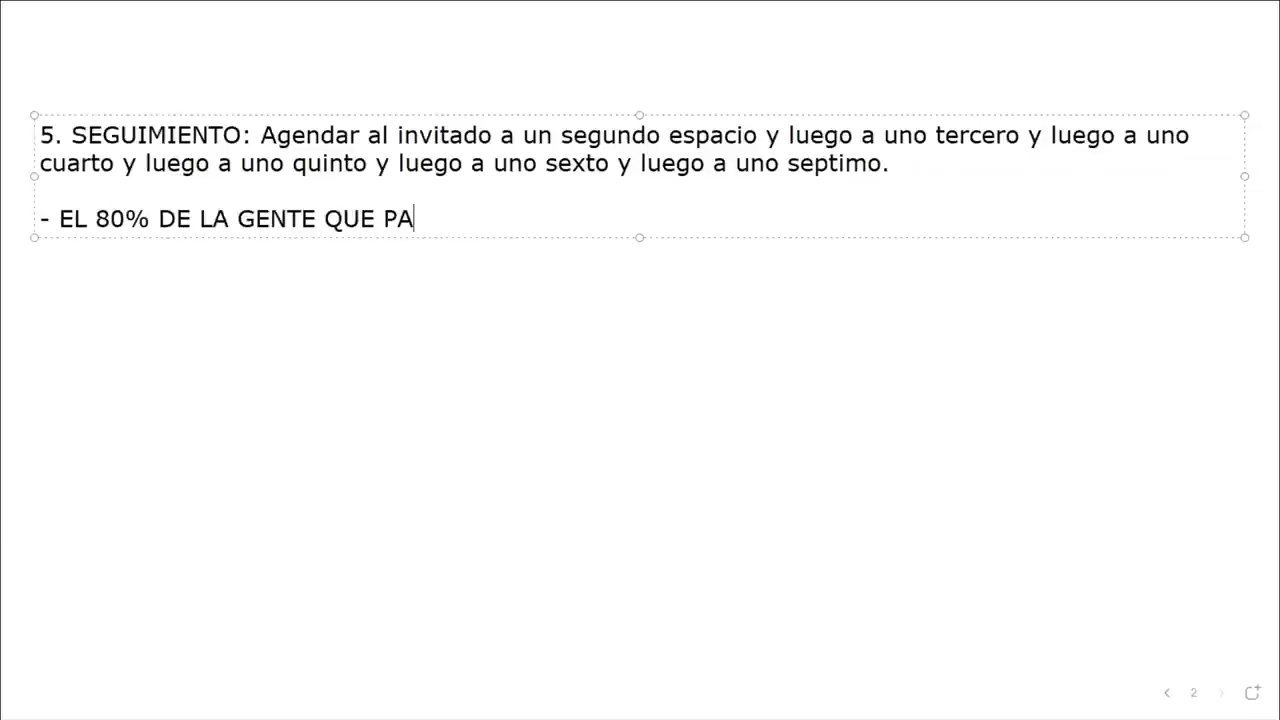 5. SEGUIMIENTO: Agendar al invitado a un segundo espacio y luego a uno tercero y luego a uno
cuarto y luego a uno quinto y luego a uno sexto y luego a uno septimo.
- EL 80% DE LA GENTE QUE PA
2